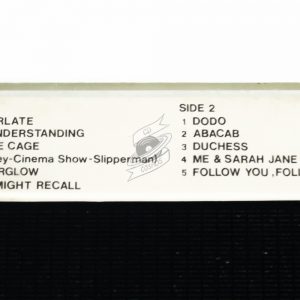 RLATE
NDERSTANDING
E CAGE
ey-Cinema Show-Slipperman)
RGLOW
MIGHT RECALL
SIDE 2
1 DODO
2 ABACAB
3 DUCHESS
4 ME & SARAH JANE
5 FOLLOW YOU , FOLL